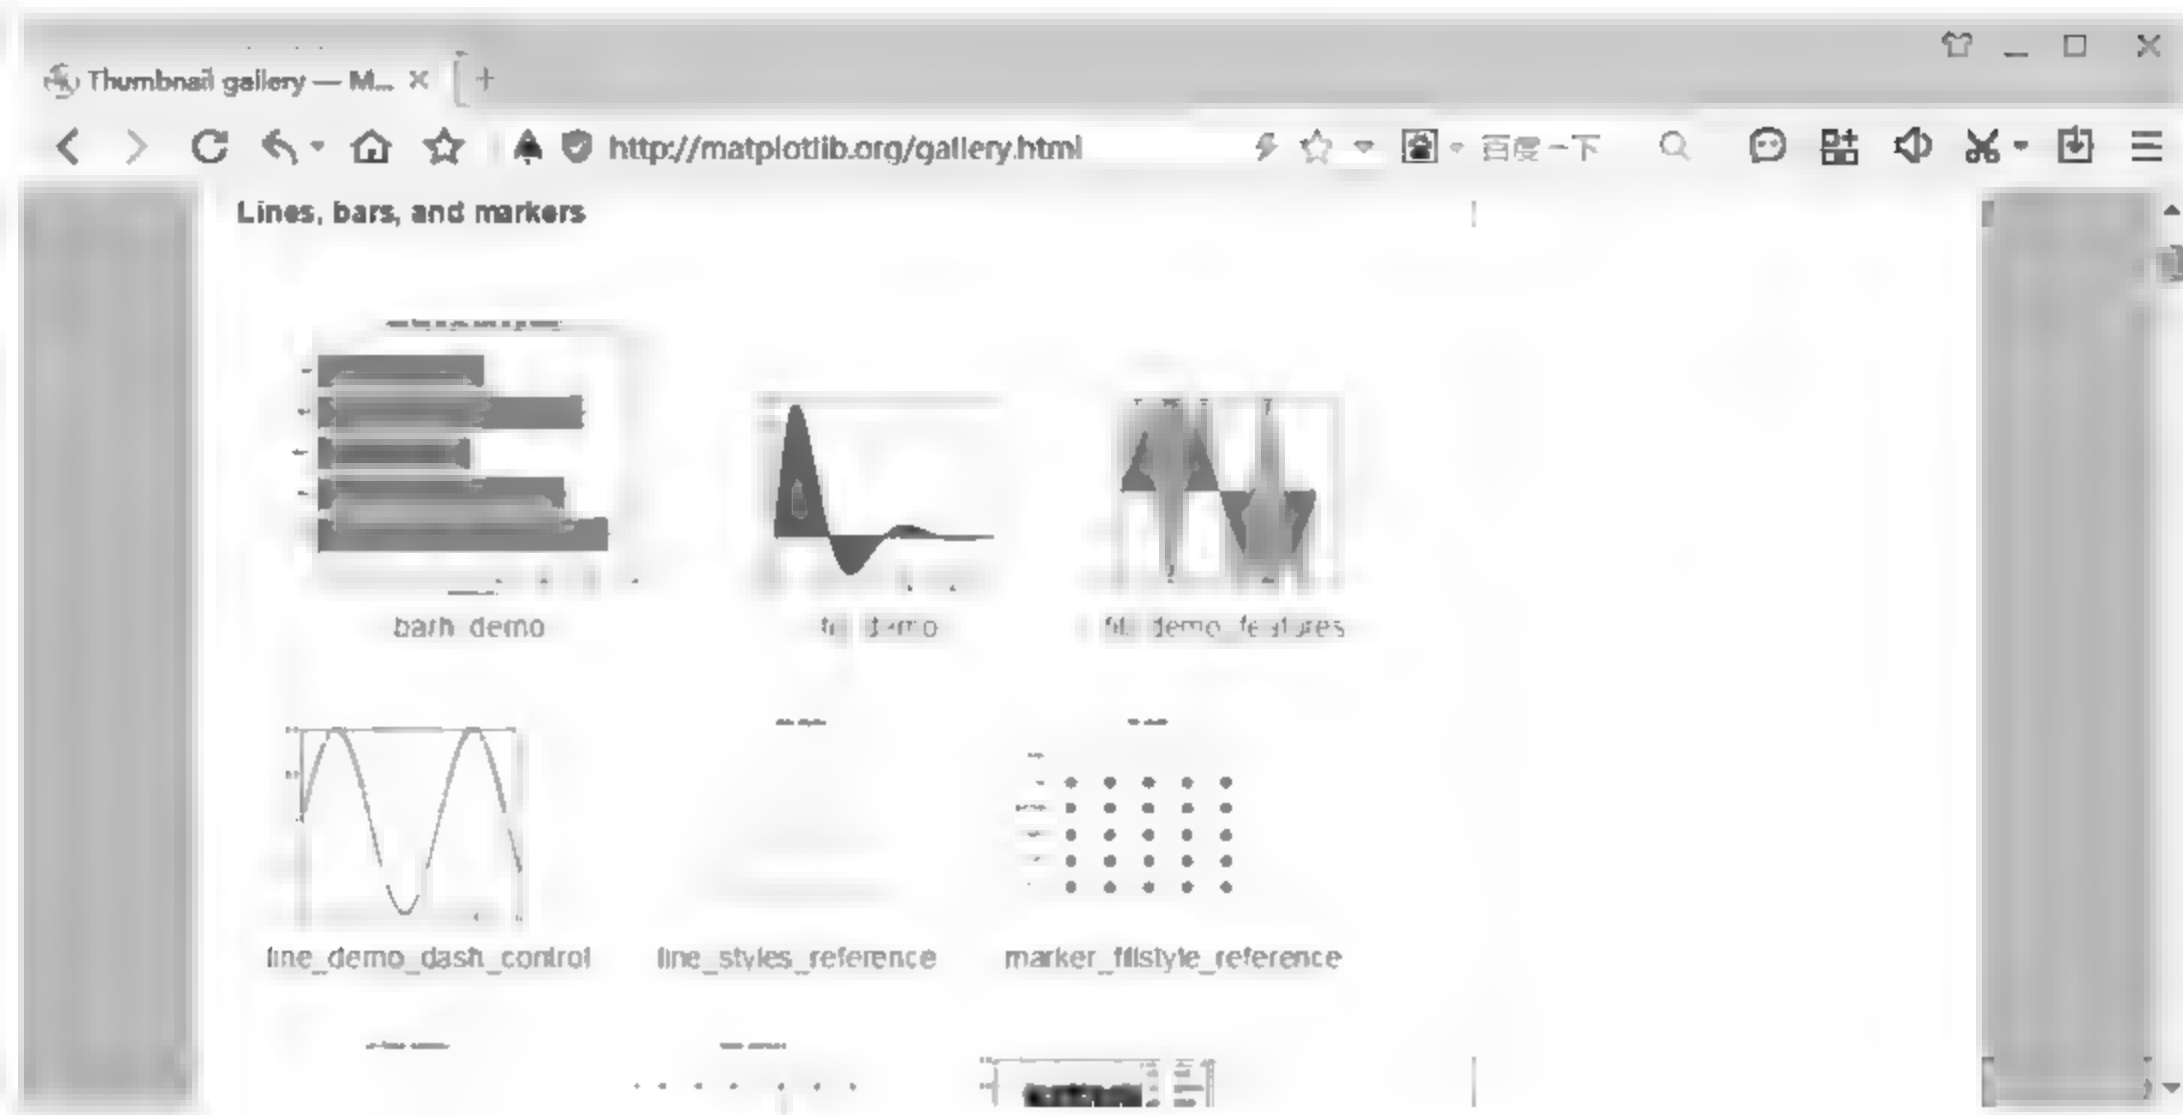 Thumbnail gallery — M...
http://matplotlib.org/gallery.html
百度一下
Lines, bars, and markers
barh_demo
fill_demo_features
line_demo_dash_control
line_styles_reference
marker_fillstyle_reference